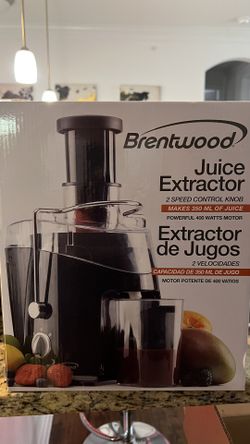 Brentwood
Juice
Extractor
2 SPEED CONTROL KNOB
MAKES 350 ML OF JUICE
POWERFUL 400 WATTS MOTOR
Extractor
de Jugos
2 VELOCIDADES
CAPACIDAD DE 350 ML DE JUGO
MOTOR POTENTE DE 400 WATIOS